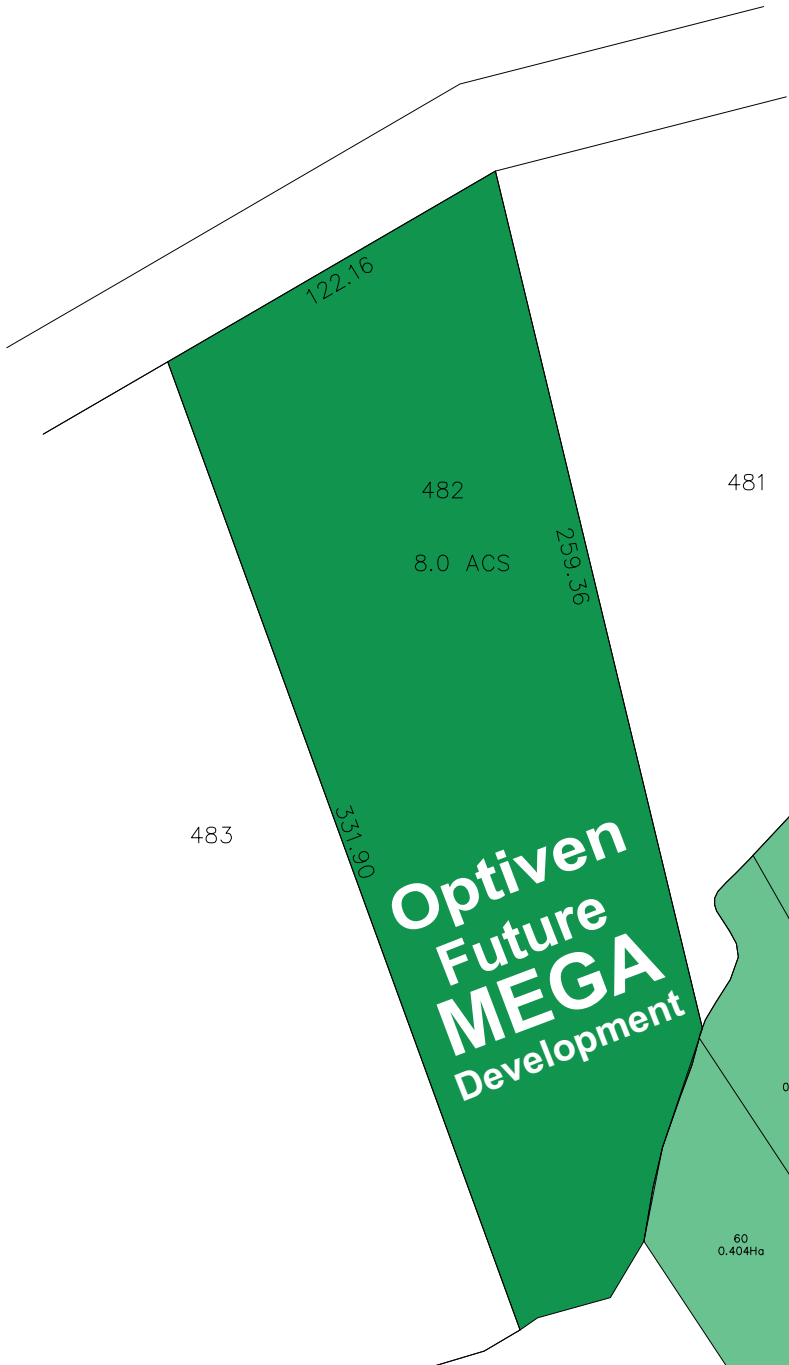 122.16
482
481
8.0 ACS
259.36
483
331.90
Optiven
Future
MEGA
Development
0
60
0.404Ha